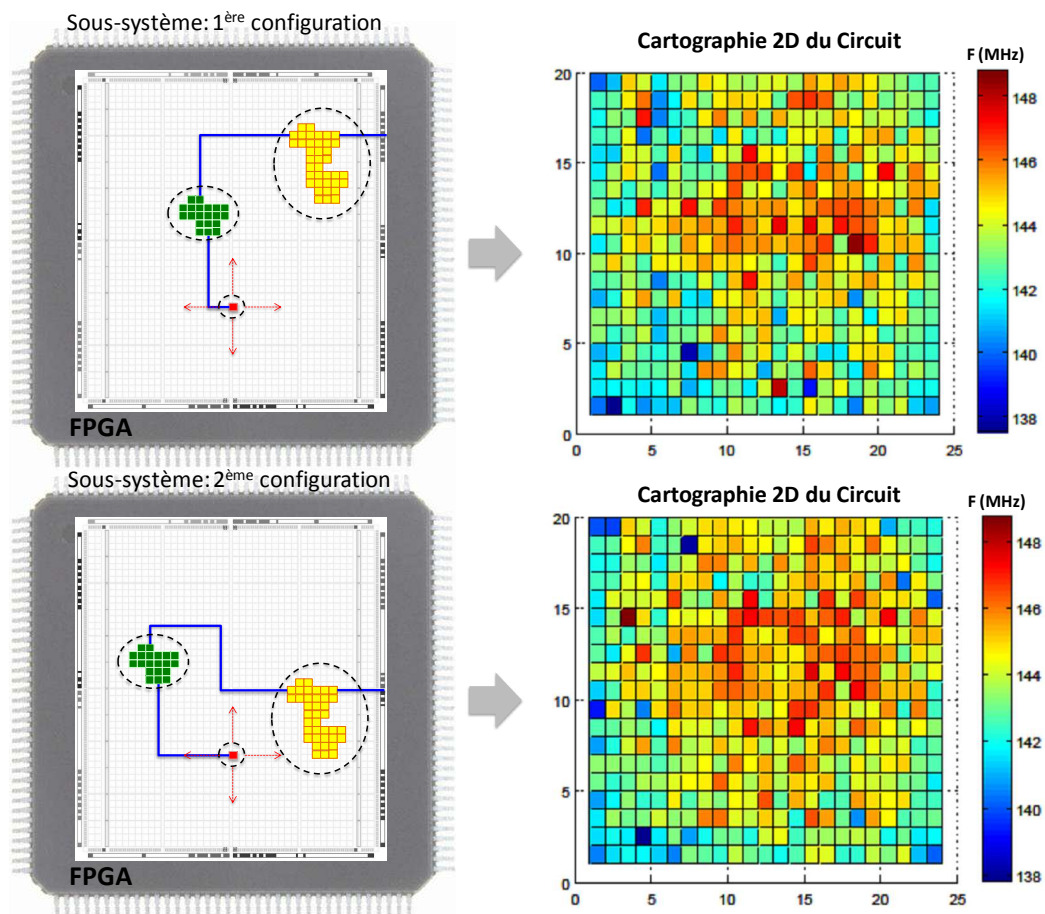 Sous-système: 1ère configuration
Cartographie 2D du Circuit
F (MHz)
20
15
10
5
0
0 5 10 15 20 25
148
146
144
142
140
138
FPGA
Sous-système: 2ème configuration
Cartographie 2D du Circuit
F (MHz)
20
15
10
5
0
0 5 10 15 20 25
148
146
144
142
140
138
FPGA